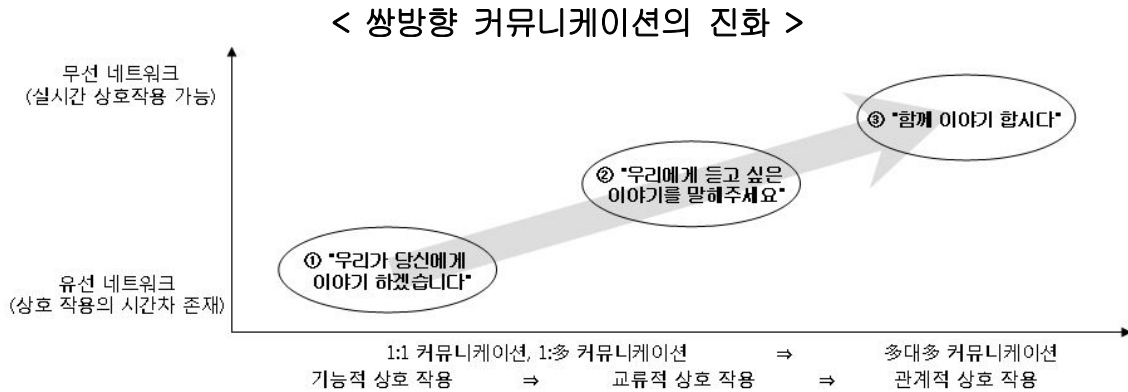 < 쌍방향 커뮤니케이션의 진화 >
무선 네트워크
(실시간 상호작용 가능)
③ "함께 이야기 합시다"
② "우리에게 듣고 싶은
이야기를 말해주세요"
① "우리가 당신에게
이야기 하겠습니다"
유선 네트워크
(상호 작용의 시간차 존재)
1:1 커뮤니케이션, 1:多 커뮤니케이션 ⇒ 多대多 커뮤니케이션
기능적 상호 작용 ⇒ 교류적 상호 작용 ⇒ 관계적 상호 작용